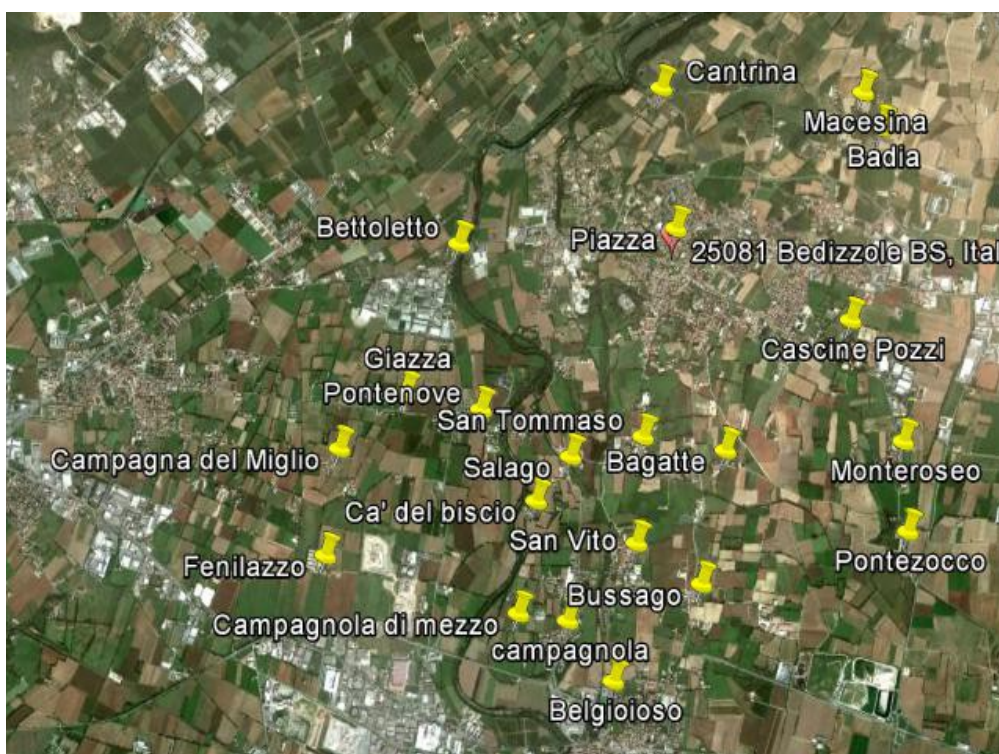 Cantrina
Macesina
Badia
Bettoletto
Piazza
25081 Bedizzole BS, Ital
Cascine Pozzi
Giazza
Pontenove
San Tommaso
Campagna del Miglio
Salago
Bagatte
Monteroseo
Ca' del biscio
San Vito
Pontezocco
Fenilazzo
Bussago
Campagnola di mezzo
campagnola
Belgioioso